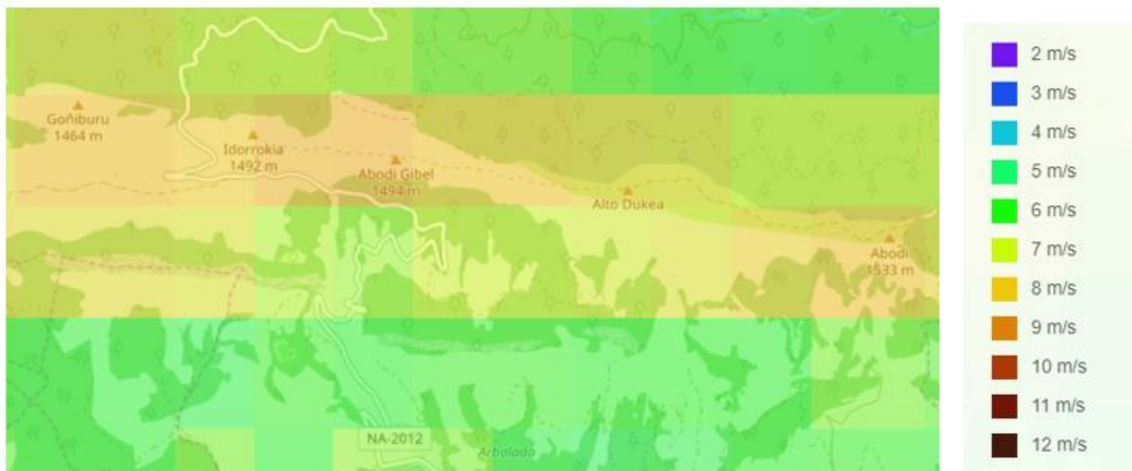 Goñiburu
1464 m
Idorrokia
1492 m
Abodi Gibel
1494 m
Alto Dukea
Abodi
1533 m
NA-2012
Arbolado
2 m/s
3 m/s
4 m/s
5 m/s
6 m/s
7 m/s
8 m/s
9 m/s
10 m/s
11 m/s
12 m/s